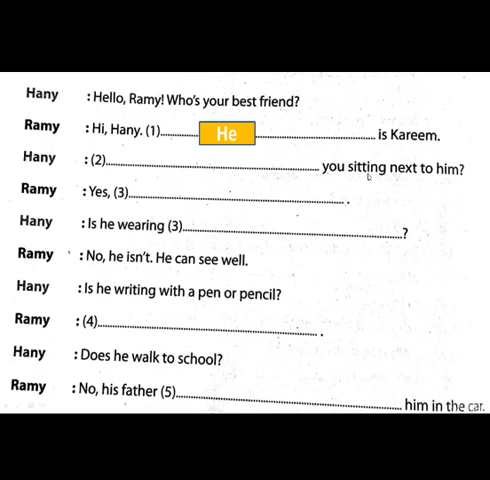 Hany : Hello, Ramy! Who's your best friend?
Ramy : Hi, Hany. (1)............ He .............................. is Kareem.
Hany : (2)...................................................... you sitting next to him?
Ramy : Yes, (3)...................................................... .
Hany : Is he wearing (3)......................................................?
Ramy : No, he isn't. He can see well.
Hany : Is he writing with a pen or pencil?
Ramy : (4)...................................................... .
Hany : Does he walk to school?
Ramy : No, his father (5)...................................................... him in the car.